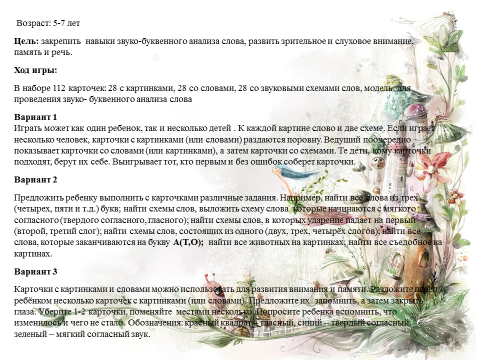 Возраст: 5-7 лет
Цель: закрепить навыки звуко-буквенного анализа слова, развить зрительное и слуховое внимание,
память и речь.
Ход игры:
В наборе 112 карточек: 28 с картинками, 28 со словами, 28 со звуковыми схемами слов, модель для
проведения звуко- буквенного анализа слова
Вариант 1
Играть может как один ребенок, так и несколько детей . К каждой картине слово и две схеме. Если играет
несколько человек, карточки с картинками (или словами) раздаются поровну. Ведущий поочередно
показывает карточки со словами (или картинками), а затем карточки со схемами. Те дети, кому карточки
подходят, берут их себе. Выигрывает тот, кто первым и без ошибок соберет карточки.
Вариант 2
Предложить ребенку выполнить с карточками различные задания. Например, найти все слова из трех
(четырех, пяти и т.д.) букв; найти схемы слов, выложить схему слова которые начинаются с мягкого
согласного (твердого согласного, гласного); найти схемы слов, в которых ударение падает на первый
(второй, третий слог); найти схемы слов, состоящих из одного (двух, трех, четырёх слогов); найти все
слова, которые заканчиваются на букву А(Т,О); найти все животных на картинках; найти все съедобное на
картинах.
Вариант 3
Карточки с картинками и словами можно использовать для развития внимания и памяти. Разложите перед
ребёнком несколько карточек с картинками (или словами). Предложите их запомнить, а затем закрыть
глаза. Уберите 1-2 карточки, поменяйте местами несколько. Попросите ребенка вспомнить, что
изменилось и чего не стало. Обозначения: красный квадрат – гласный, синий – твердый согласный,
зеленый – мягкий согласный звук.